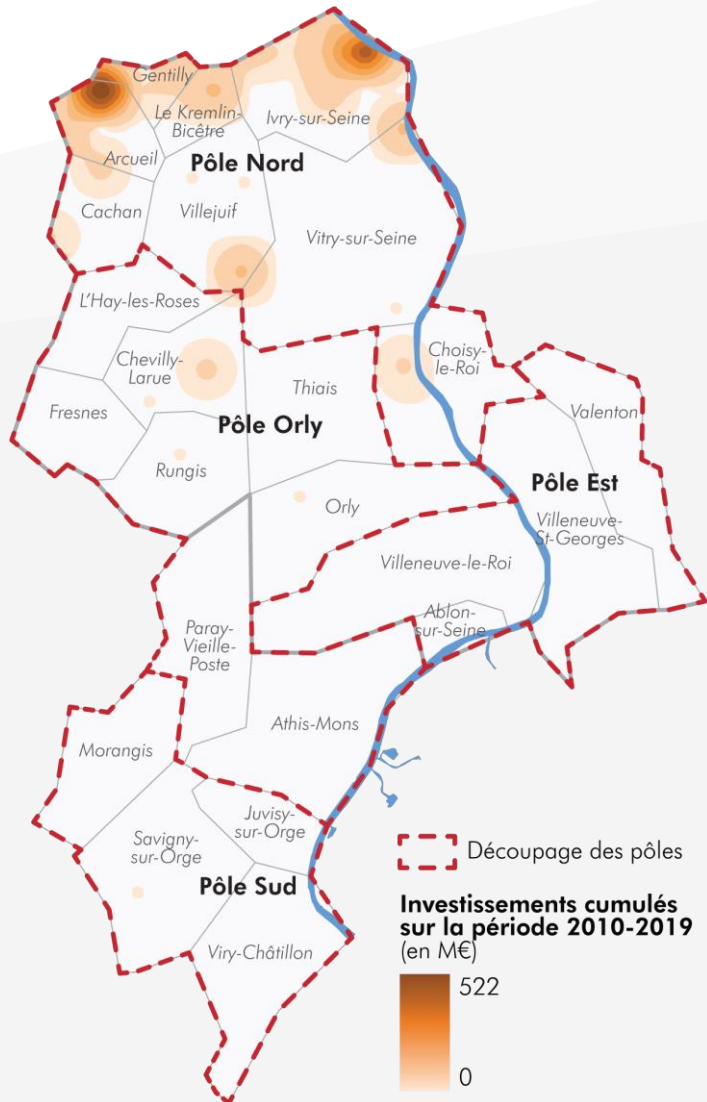 Gentilly
Le Kremlin-
Bicêtre
Ivry-sur-Seine
Arcueil
Pôle Nord
Cachan
Villejuif
Vitry-sur-Seine
L'Hay-les-Roses
Chevilly-
Larue
Choisy-
le-Roi
Thiais
Fresnes
Valenton
Pôle Orly
Rungis
Pôle Est
Orly
Villeneuve-
St-Georges
Villeneuve-le-Roi
Ablon-
sur-Seine
Paray-
Vieille-
Poste
Athis-Mons
Morangis
Juvisy-
sur-Orge
Savigny-
sur-Orge
Pôle Sud
Viry-Châtillon
Découpage des pôles
Investissements cumulés
sur la période 2010-2019
(en M€)
522
0